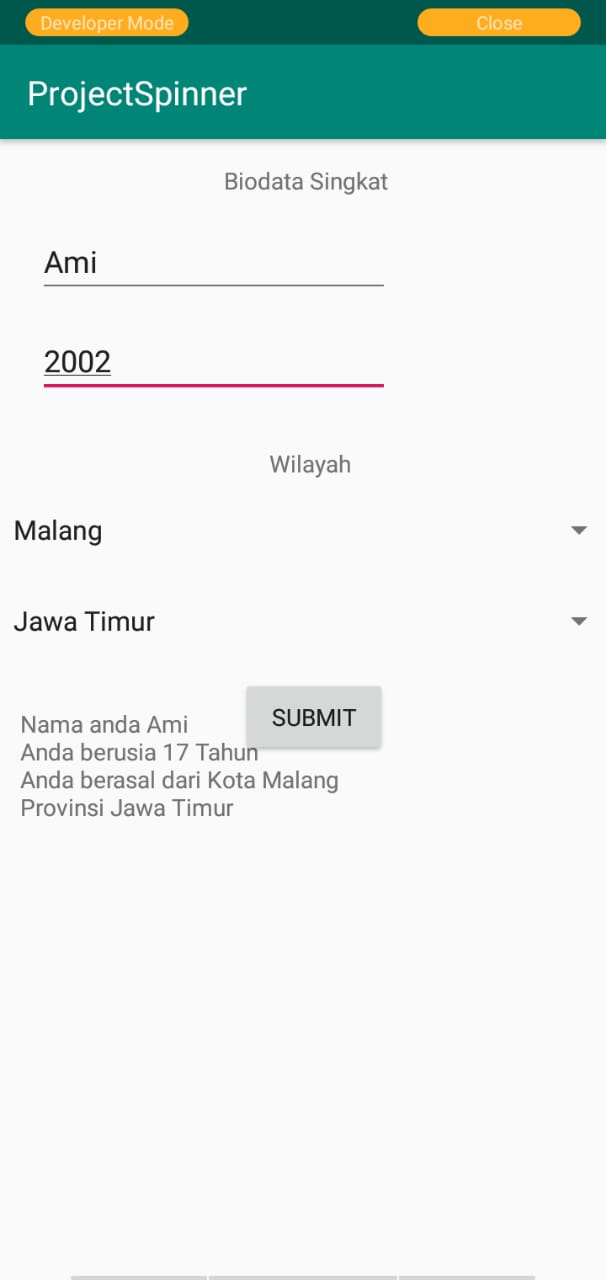 Developer Mode Close
ProjectSpinner
Biodata Singkat
Ami
2002
Wilayah
Malang
Jawa Timur
SUBMIT
Nama anda Ami
Anda berusia 17 Tahun
Anda berasal dari Kota Malang
Provinsi Jawa Timur